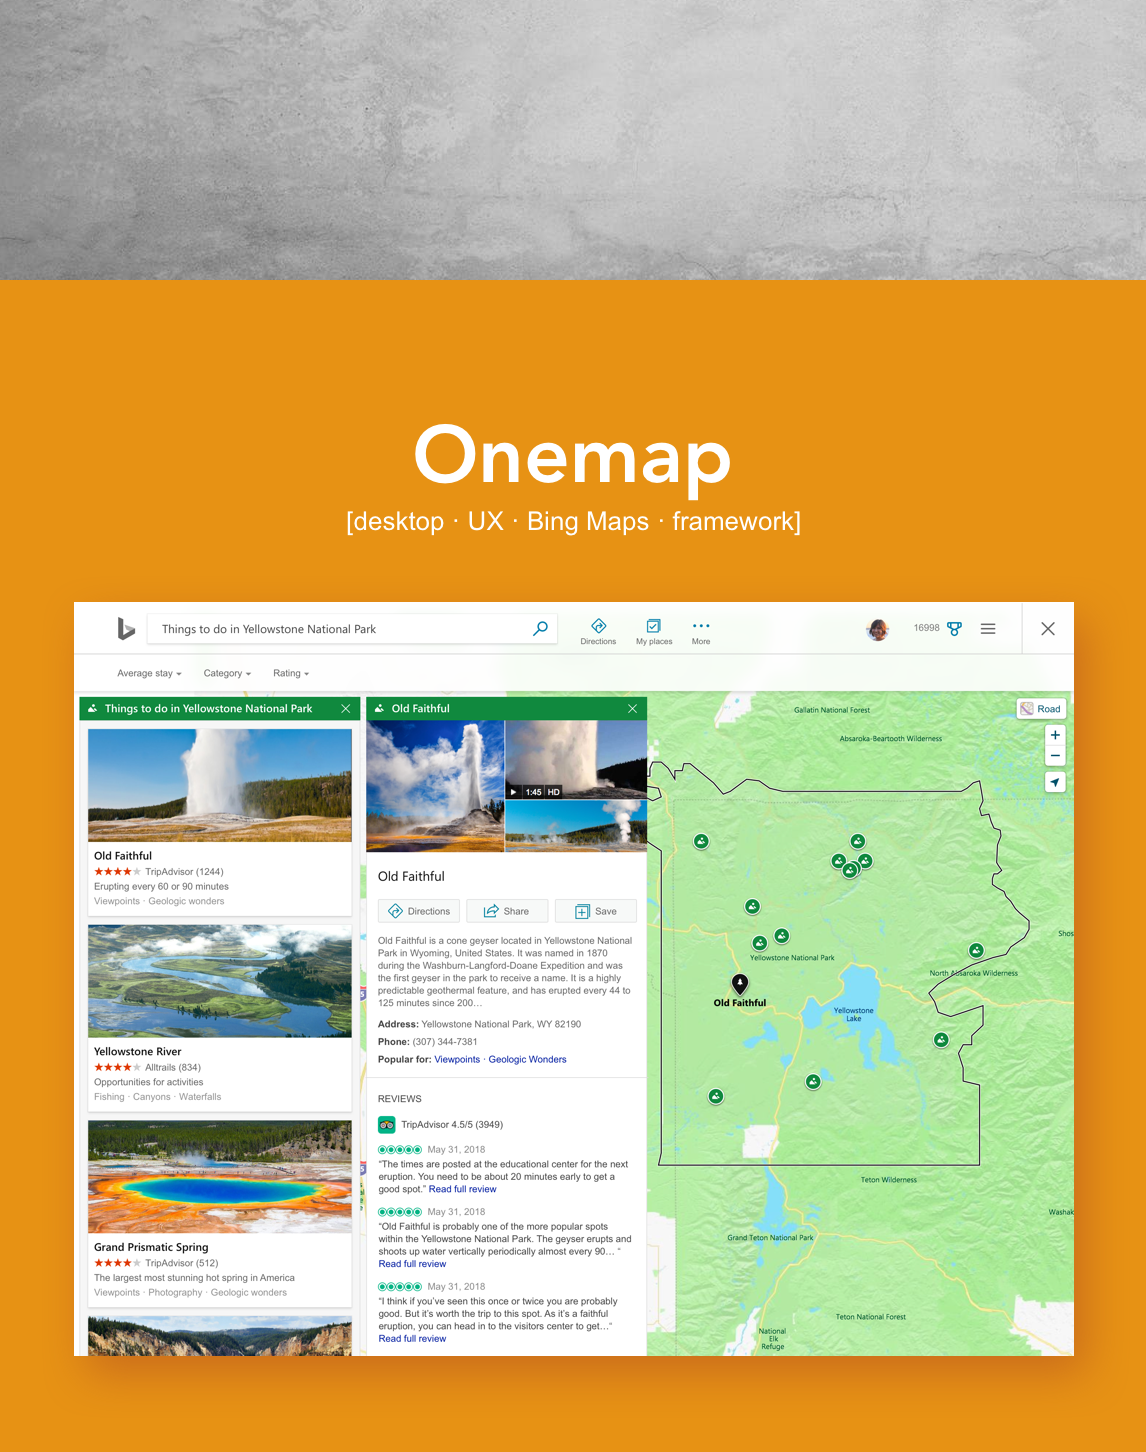 Onemap
[desktop · UX · Bing Maps · framework]
Things to do in Yellowstone National Park
Directions
My places
More
16998
Average stay
Category
Rating
Things to do in Yellowstone National Park
Old Faithful
TripAdvisor (1244)
Erupting every 60 or 90 minutes
Viewpoints · Geologic wonders
Yellowstone River
Alltrails (834)
Opportunities for activities
Fishing · Canyons · Waterfalls
Grand Prismatic Spring
TripAdvisor (512)
The largest most stunning hot spring in America
Viewpoints · Photography · Geologic wonders
Old Faithful
1:45 HD
Old Faithful
Directions
Share
Save
Old Faithful is a cone geyser located in Yellowstone National
Park in Wyoming, United States. It was named in 1870
during the Washburn-Langford-Doane Expedition and was
the first geyser in the park to receive a name. It is a highly
predictable geothermal feature, and has erupted every 44 to
125 minutes since 200...
Address: Yellowstone National Park, WY 82190
Phone: (307) 344-7381
Popular for: Viewpoints · Geologic Wonders
REVIEWS
TripAdvisor 4.5/5 (3949)
May 31, 2018
“The times are posted at the educational center for the next
eruption. You need to be about 20 minutes early to get a
good spot.” Read full review
May 31, 2018
“Old Faithful is probably one of the more popular spots
within the Yellowstone National Park. The geyser erupts and
shoots up water vertically periodically almost every 90... “
Read full review
May 31, 2018
“I think if you’ve seen this once or twice you are probably
good. But it’s worth the trip to this spot. As it’s a faithful
eruption, you can head in to the visitors center to get...“
Read full review
Gallatin National Forest
Road
Absaroka-Beartooth Wilderness
+
−
Shos
Yellowstone National Park
North Absaroka Wilderness
Old Faithful
Yellowstone
Lake
Teton Wilderness
Washak
Grand Teton National Park
Teton National Forest
National
Elk
Refuge